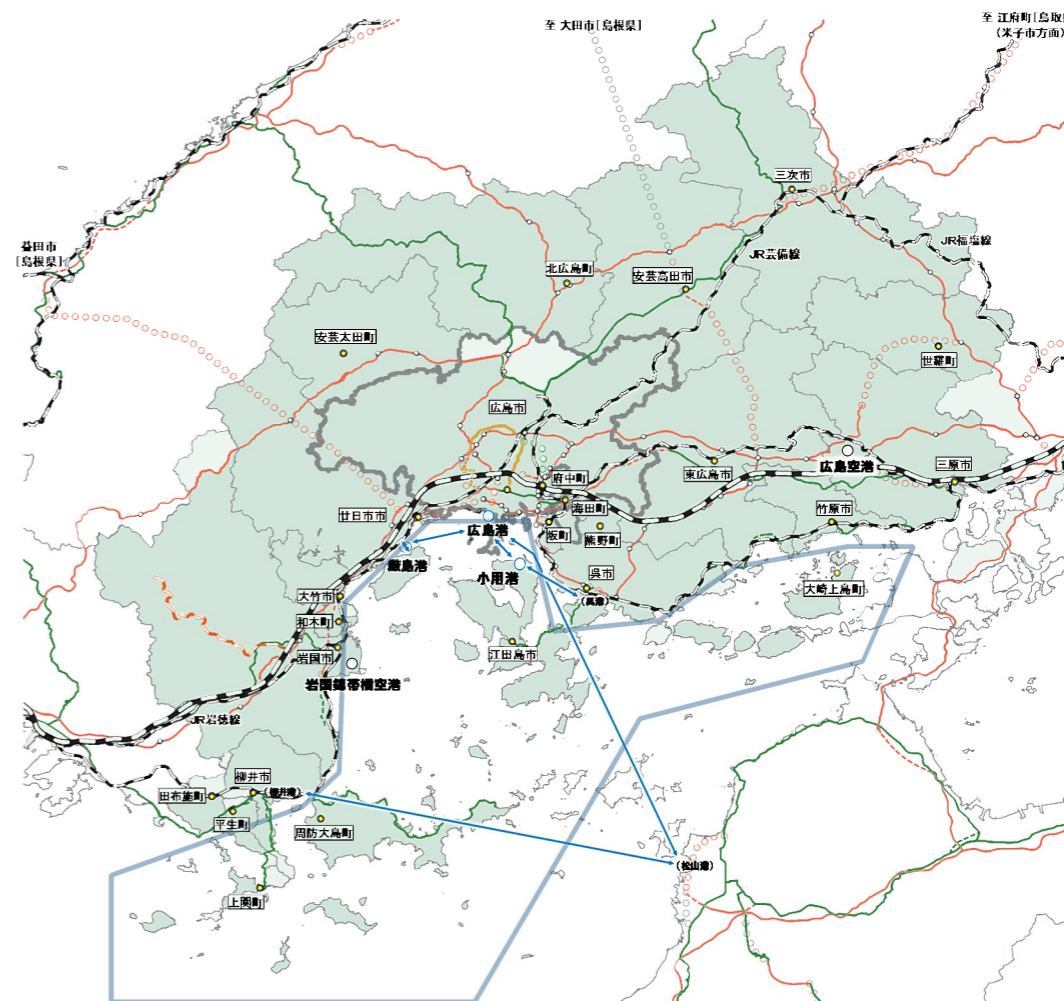 至 大田市[島根県]
至 江府町[鳥取
(米子市方面)
三次市
益田市
[島根県]
JR福塩線
JR芸備線
北広島町
安芸高田市
安芸太田町
世羅町
広島市
広島空港
東広島市
三原市
府中町
海田町
廿日市市
広島港
坂町
熊野町
竹原市
厳島港
小用港
呉市
(呉港)
大崎上島町
大竹市
和木町
岩国市
江田島市
岩国錦帯橋空港
JR岩徳線
柳井市
田布施町
(柳井港)
平生町
周防大島町
(松山港)
上関町